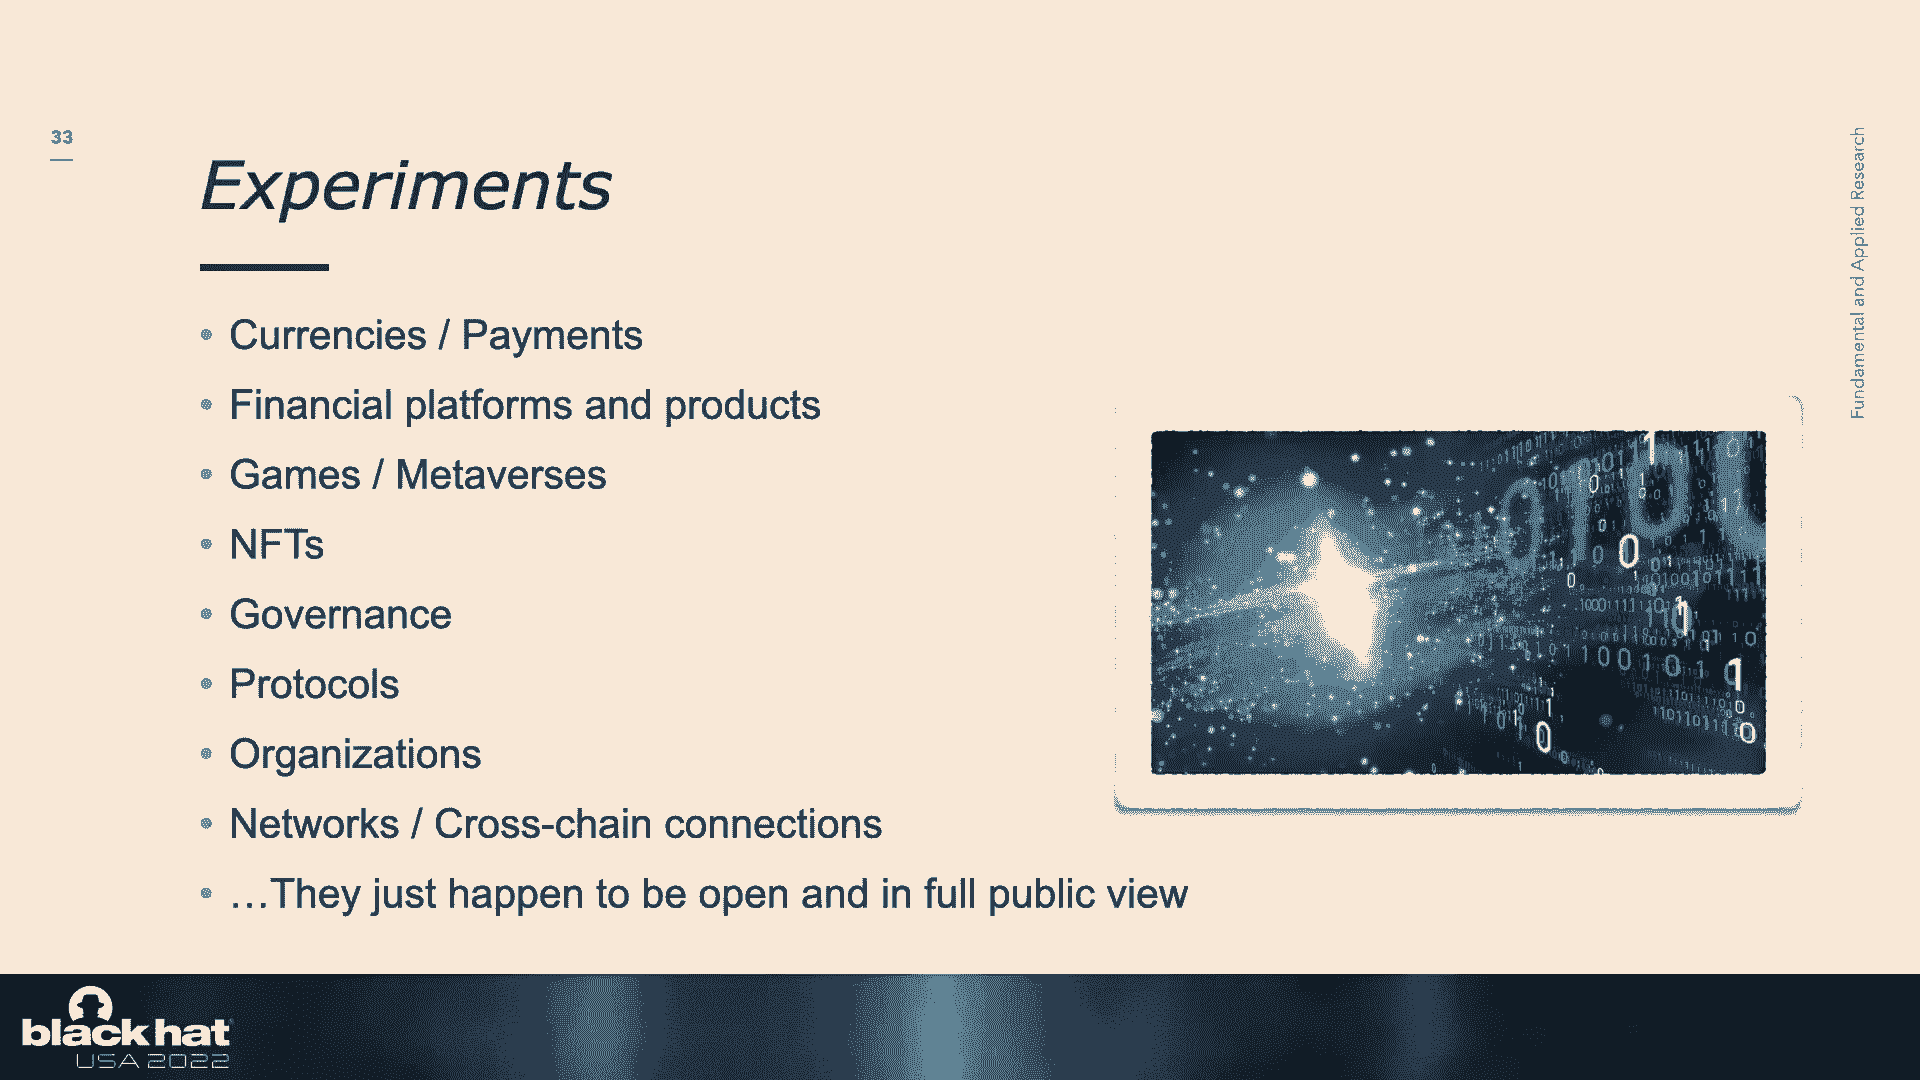 33
Experiments
Fundamental and Applied Research
• Currencies / Payments
• Financial platforms and products
• Games / Metaverses
• NFTs
• Governance
• Protocols
• Organizations
• Networks / Cross-chain connections
• …They just happen to be open and in full public view
black hat
USA 2022